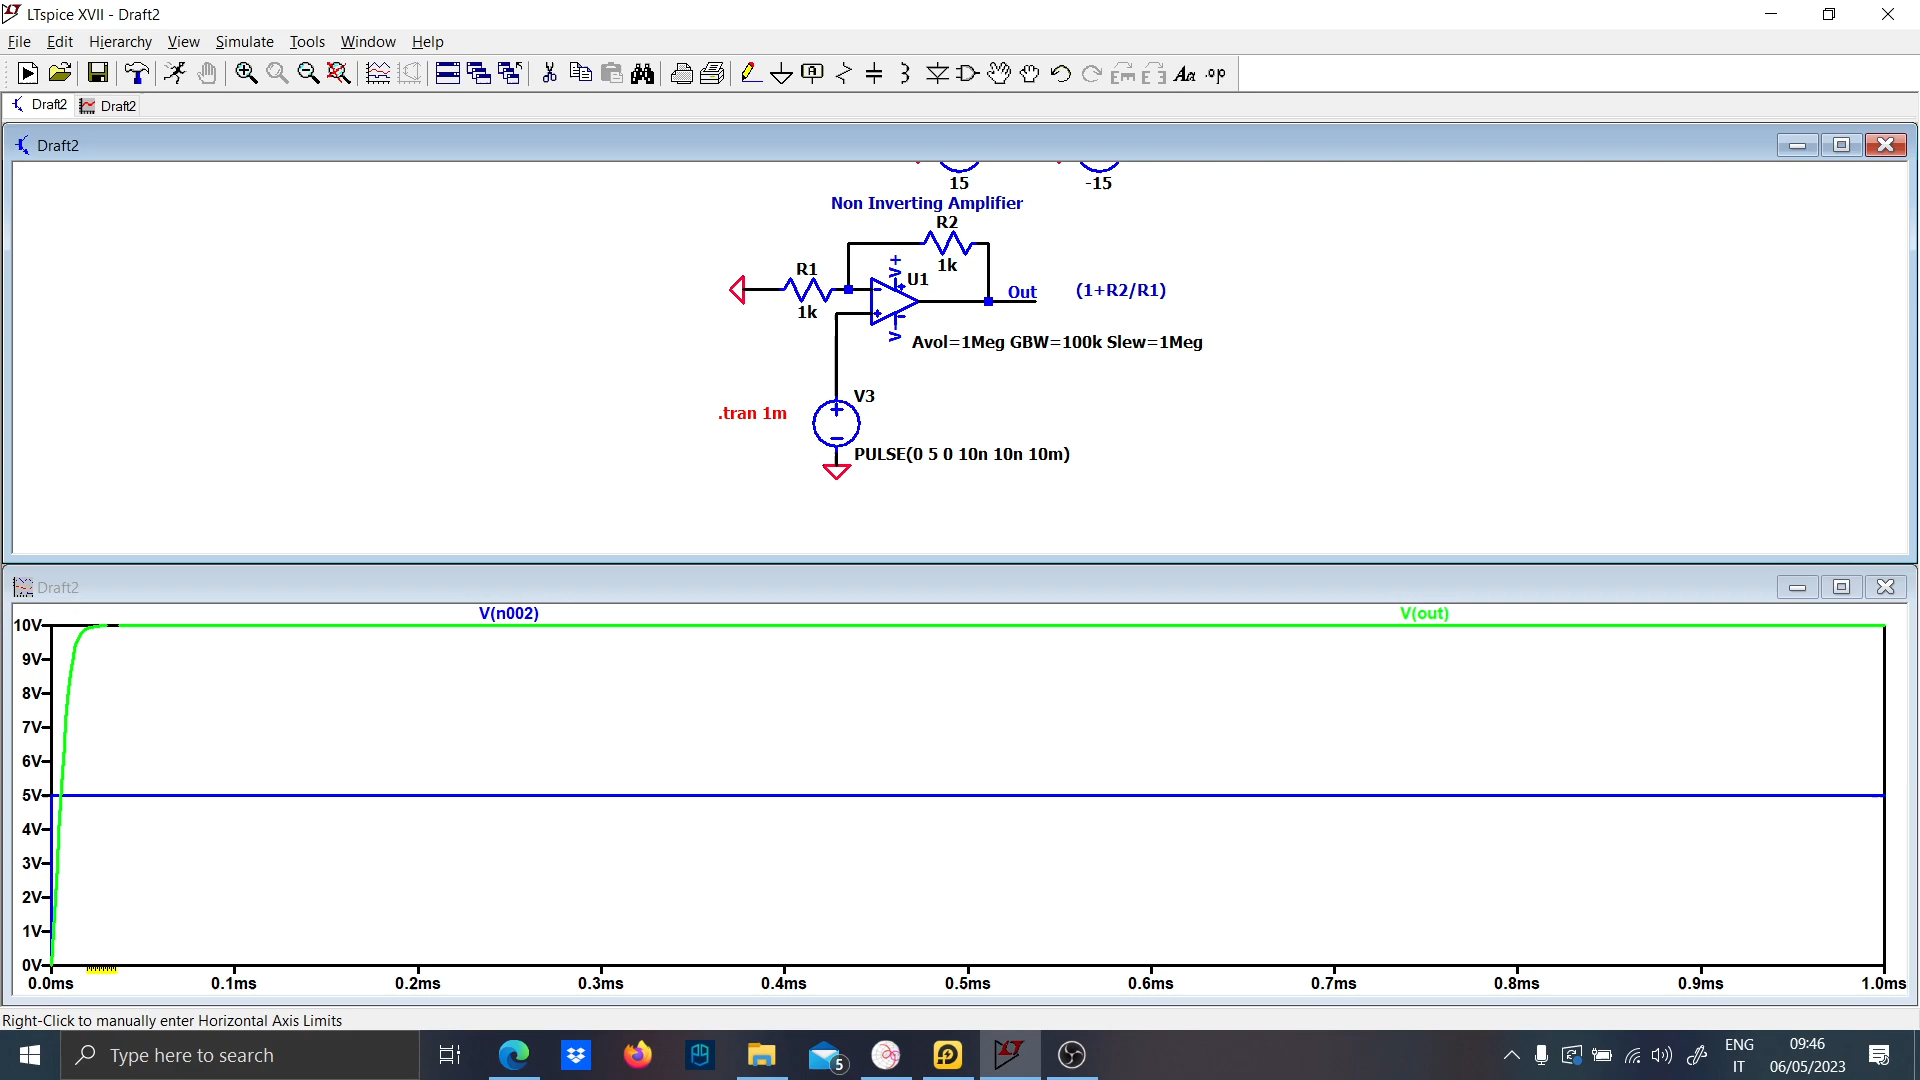 LTspice XVII - Draft2
File Edit Hierarchy View Simulate Tools Window Help
Draft2 Draft2
Draft2
15 -15
Non Inverting Amplifier
R2
1k
R1
1k
V+
U1
V-
Out (1+R2/R1)
Avol=1Meg GBW=100k Slew=1Meg
V3
.tran 1m
PULSE(0 5 0 10n 10n 10m)
Draft2
V(n002) V(out)
10V
9V
8V
7V
6V
5V
4V
3V
2V
1V
0V
0.0ms 0.1ms 0.2ms 0.3ms 0.4ms 0.5ms 0.6ms 0.7ms 0.8ms 0.9ms 1.0ms
Right-Click to manually enter Horizontal Axis Limits
Type here to search
5
ENG
IT
09:46
06/05/2023